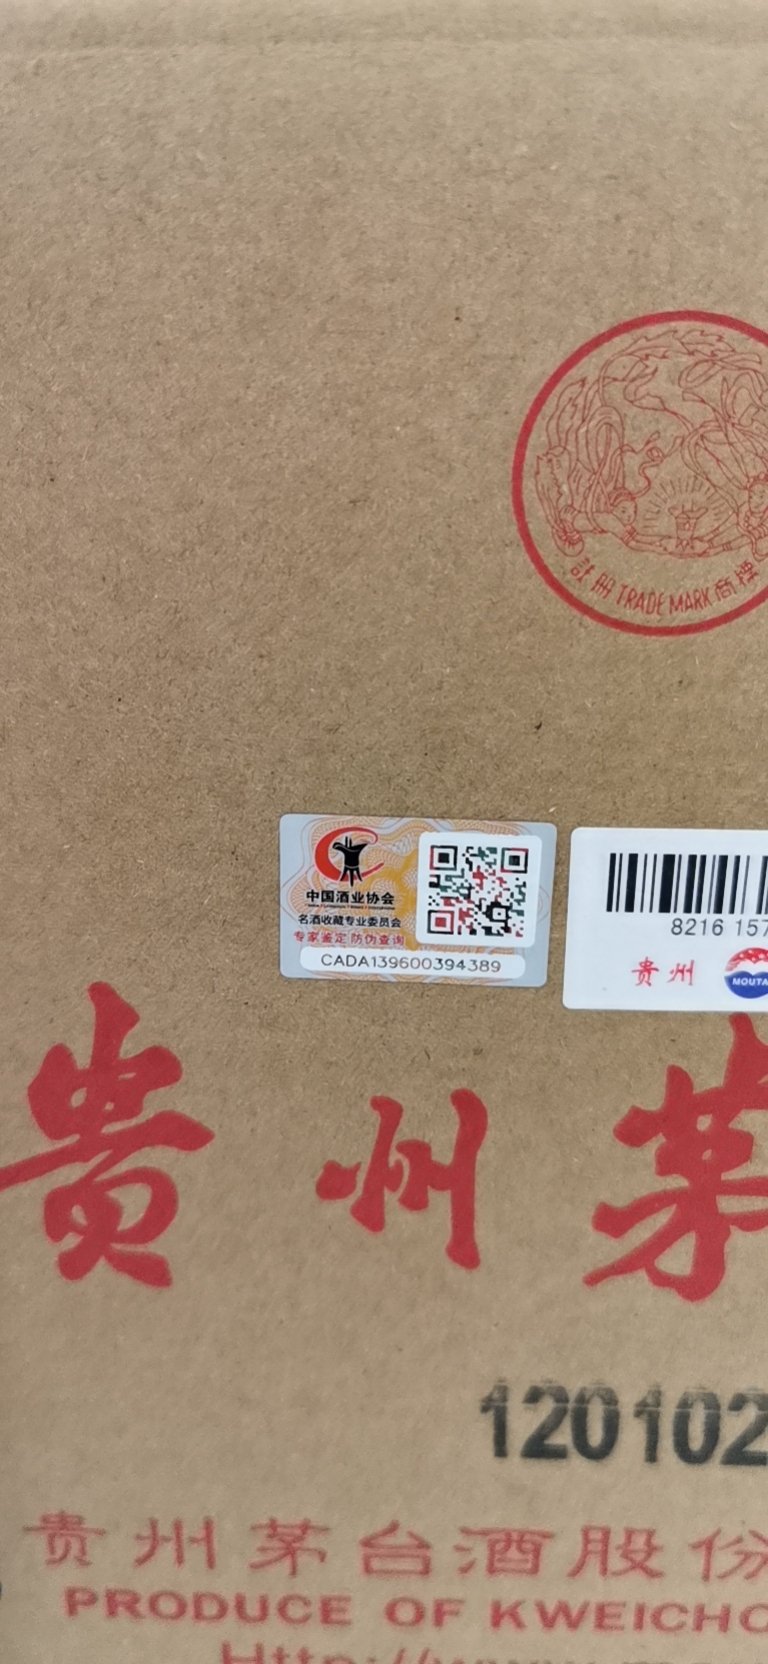 註册 TRADE MARK 商標
中国酒业协会
名酒收藏专业委员会
专家鉴定 防伪查询
CADA139600394389
8216 157
贵州
MOUTA
贵州茅
120102
贵州茅台酒股份
PRODUCE OF KWEICHO
Http://www